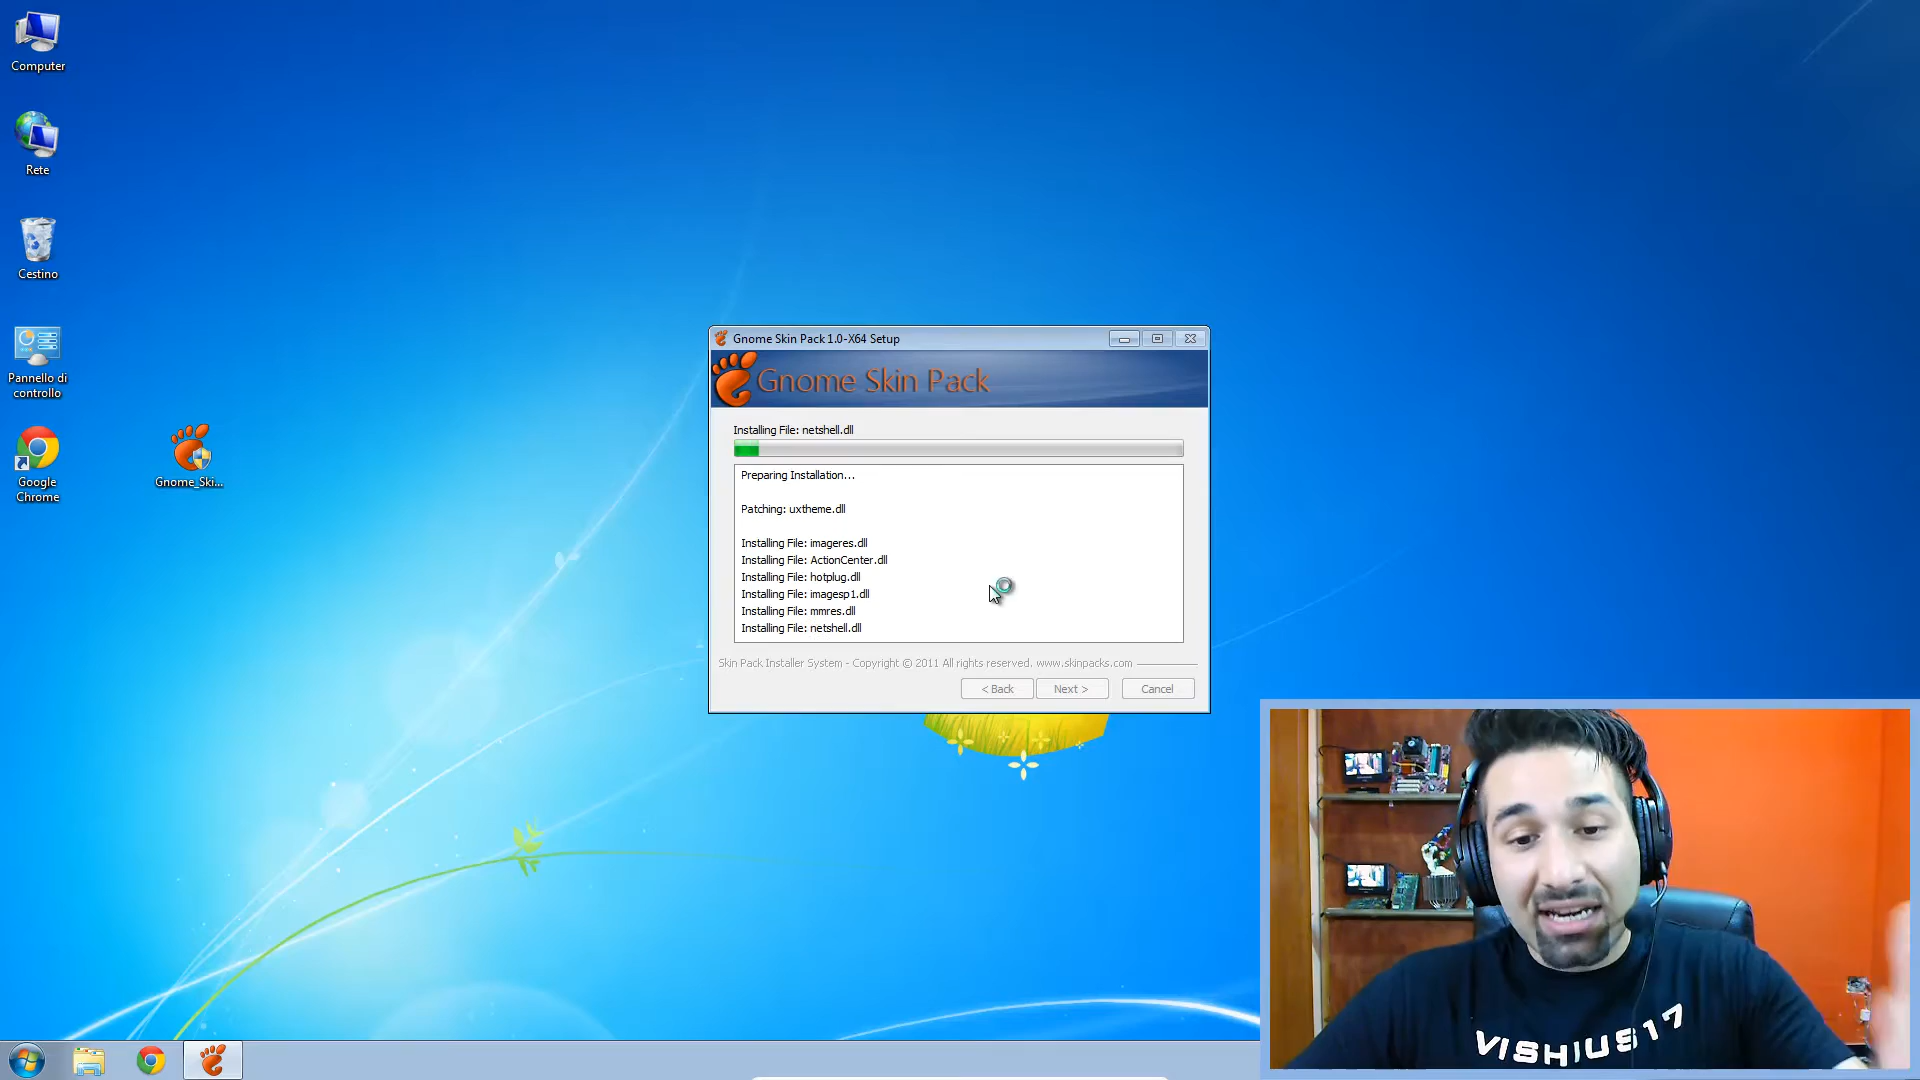 Computer
Rete
Cestino
Pannello di
controllo
Google
Chrome
Gnome_Ski...
Gnome Skin Pack 1.0-X64 Setup
Gnome Skin Pack
Installing File: netshell.dll
Preparing Installation...
Patching: uxtheme.dll
Installing File: imageres.dll
Installing File: ActionCenter.dll
Installing File: hotplug.dll
Installing File: imagesp1.dll
Installing File: mmres.dll
Installing File: netshell.dll
Skin Pack Installer System - Copyright © 2011 All rights reserved. www.skinpacks.com
< Back
Next >
Cancel
VISHIUS17